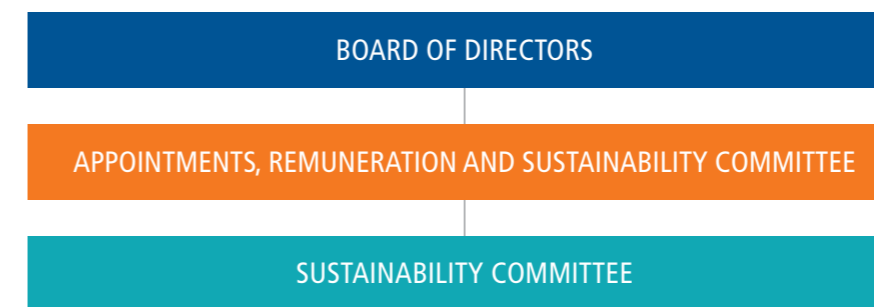 BOARD OF DIRECTORS
APPOINTMENTS, REMUNERATION AND SUSTAINABILITY COMMITTEE
SUSTAINABILITY COMMITTEE